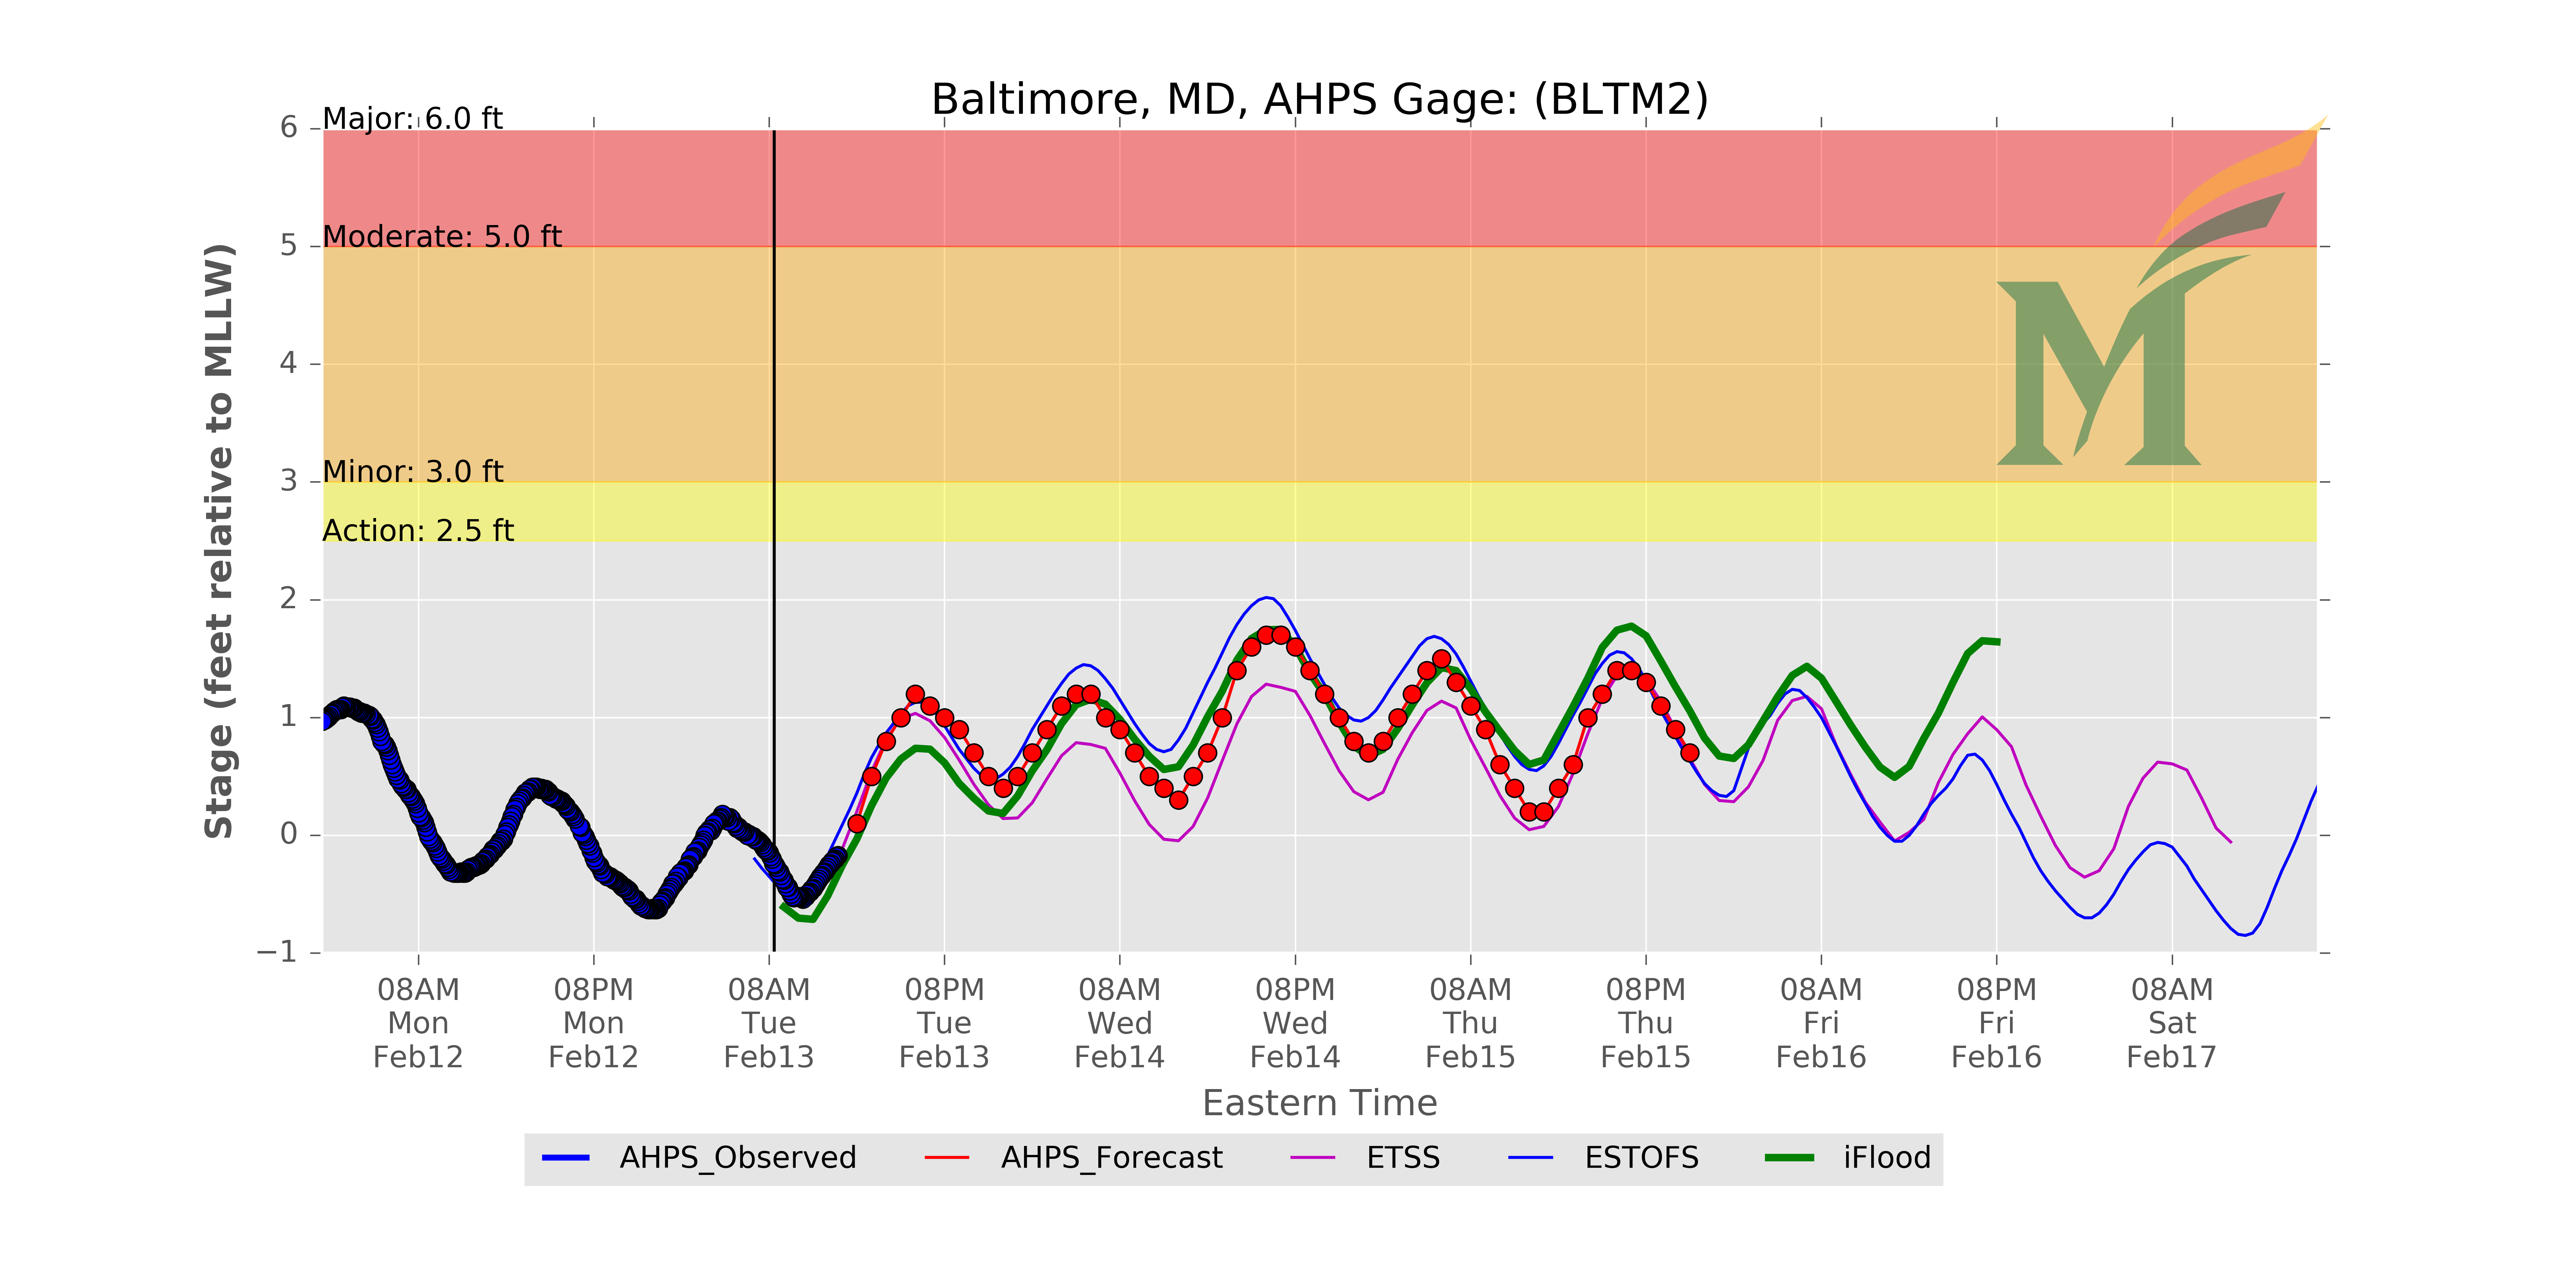 Baltimore, MD, AHPS Gage: (BLTM2)
Major: 6.0 ft
Moderate: 5.0 ft
Minor: 3.0 ft
Action: 2.5 ft
6
5
4
3
2
1
0
−1
Stage (feet relative to MLLW)
08AM Mon Feb12
08PM Mon Feb12
08AM Tue Feb13
08PM Tue Feb13
08AM Wed Feb14
08PM Wed Feb14
08AM Thu Feb15
08PM Thu Feb15
08AM Fri Feb16
08PM Fri Feb16
08AM Sat Feb17
Eastern Time
AHPS_Observed
AHPS_Forecast
ETSS
ESTOFS
iFlood
M